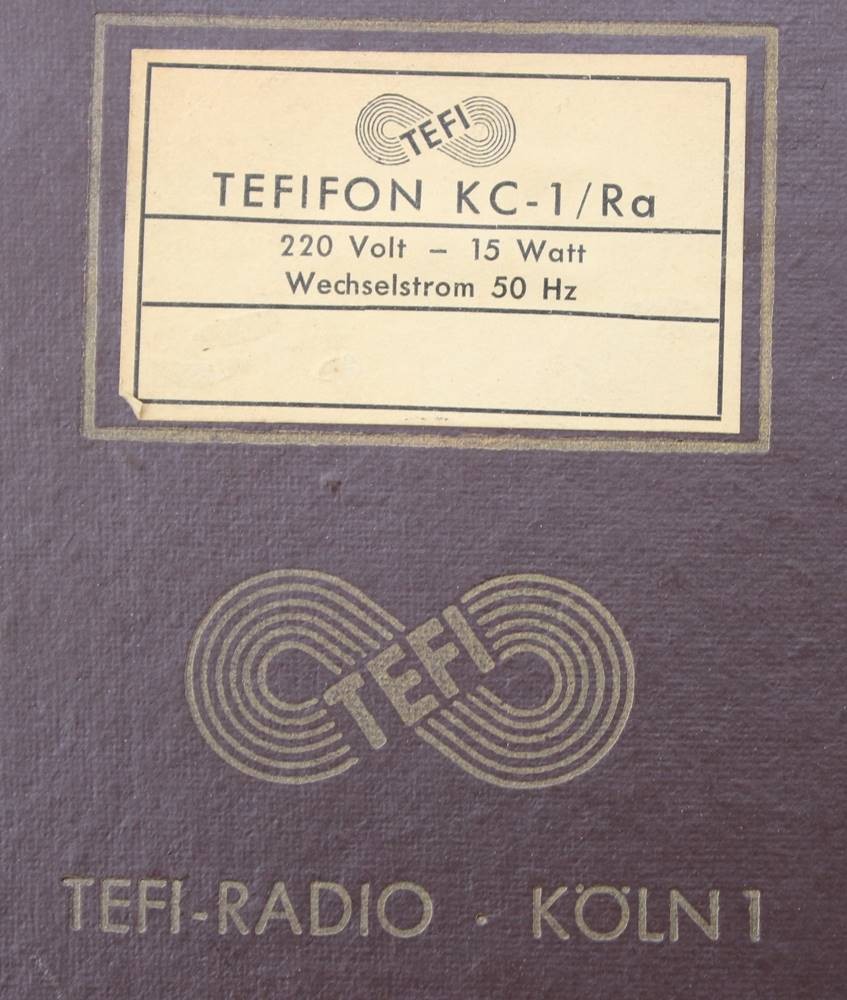 TEFI
TEFIFON KC-1/Ra
220 Volt – 15 Watt
Wechselstrom 50 Hz
TEFI
TEFI-RADIO · KÖLN 1